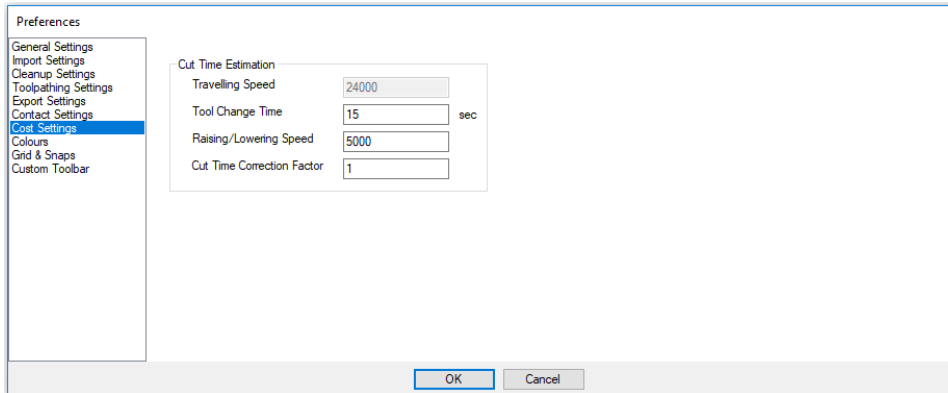 Preferences
General Settings
Import Settings
Cleanup Settings
Toolpathing Settings
Export Settings
Contact Settings
Cost Settings
Colours
Grid & Snaps
Custom Toolbar
Cut Time Estimation
Travelling Speed 24000
Tool Change Time 15 sec
Raising/Lowering Speed 5000
Cut Time Correction Factor 1
OK Cancel